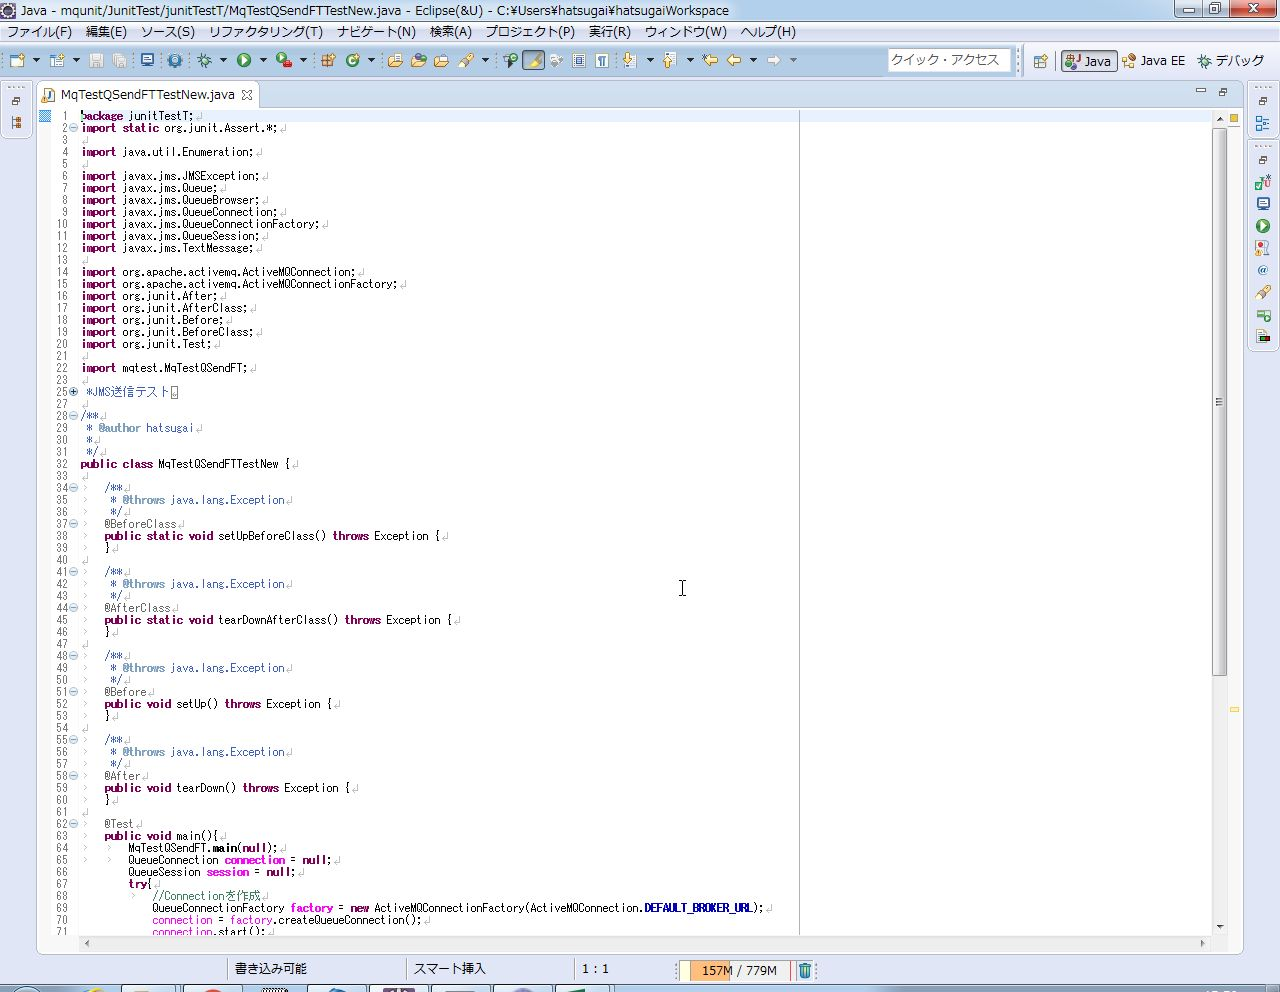 Java - mqunit/JunitTest/junitTestT/MqTestQSendFTTestNew.java - Eclipse(&U) - C:¥Users¥hatsugai¥hatsugaiWorkspace
ファイル(F) 編集(E) ソース(S) リファクタリング(T) ナビゲート(N) 検索(A) プロジェクト(P) 実行(R) ウィンドウ(W) ヘルプ(H)
クイック・アクセス Java Java EE デバッグ
MqTestQSendFTTestNew.java
1 package junitTestT;
2 import static org.junit.Assert.*;
3
4 import java.util.Enumeration;
5
6 import javax.jms.JMSException;
7 import javax.jms.Queue;
8 import javax.jms.QueueBrowser;
9 import javax.jms.QueueConnection;
10 import javax.jms.QueueConnectionFactory;
11 import javax.jms.QueueSession;
12 import javax.jms.TextMessage;
13
14 import org.apache.activemq.ActiveMQConnection;
15 import org.apache.activemq.ActiveMQConnectionFactory;
16 import org.junit.After;
17 import org.junit.AfterClass;
18 import org.junit.Before;
19 import org.junit.BeforeClass;
20 import org.junit.Test;
21
22 import mqtest.MqTestQSendFT;
23
25 *JMS送信テスト
27
28 /**
29 * @author hatsugai
30 *
31 */
32 public class MqTestQSendFTTestNew {
33
34 /**
35 * @throws java.lang.Exception
36 */
37 @BeforeClass
38 public static void setUpBeforeClass() throws Exception {
39 }
40
41 /**
42 * @throws java.lang.Exception
43 */
44 @AfterClass
45 public static void tearDownAfterClass() throws Exception {
46 }
47
48 /**
49 * @throws java.lang.Exception
50 */
51 @Before
52 public void setUp() throws Exception {
53 }
54
55 /**
56 * @throws java.lang.Exception
57 */
58 @After
59 public void tearDown() throws Exception {
60 }
61
62 @Test
63 public void main(){
64 MqTestQSendFT.main(null);
65 QueueConnection connection = null;
66 QueueSession session = null;
67 try{
68 //Connectionを作成
69 QueueConnectionFactory factory = new ActiveMQConnectionFactory(ActiveMQConnection.DEFAULT_BROKER_URL);
70 connection = factory.createQueueConnection();
71 connection.start();
書き込み可能 スマート挿入 1 : 1 157M / 779M